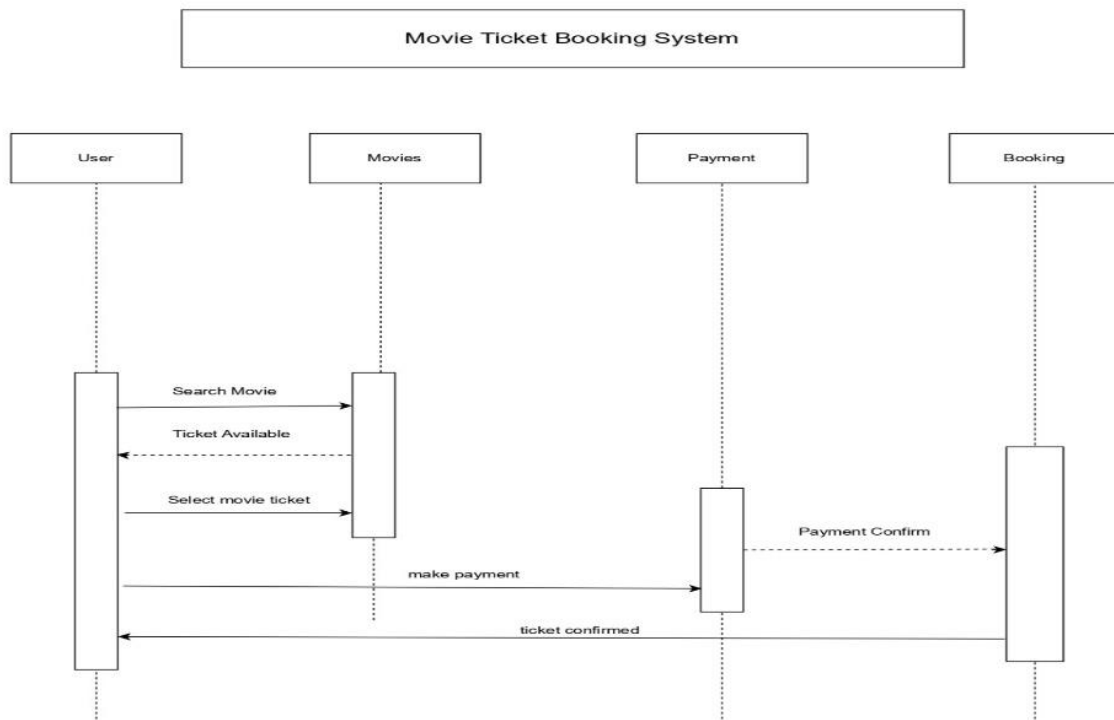 Movie Ticket Booking System
User
Movies
Payment
Booking
Search Movie
Ticket Available
Select movie ticket
Payment Confirm
make payment
ticket confirmed